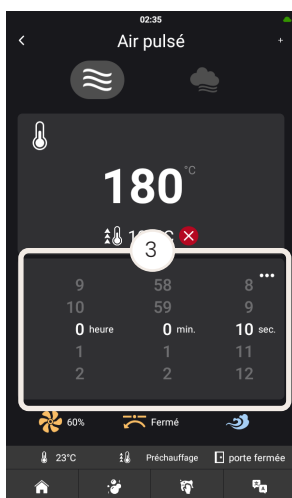 02:35
Air pulsé
+
180 °C
3
9 58 8
10 59 9
0 heure 0 min. 10 sec.
1 1 11
2 2 12
60% Fermé
23°C Préchauffage porte fermée